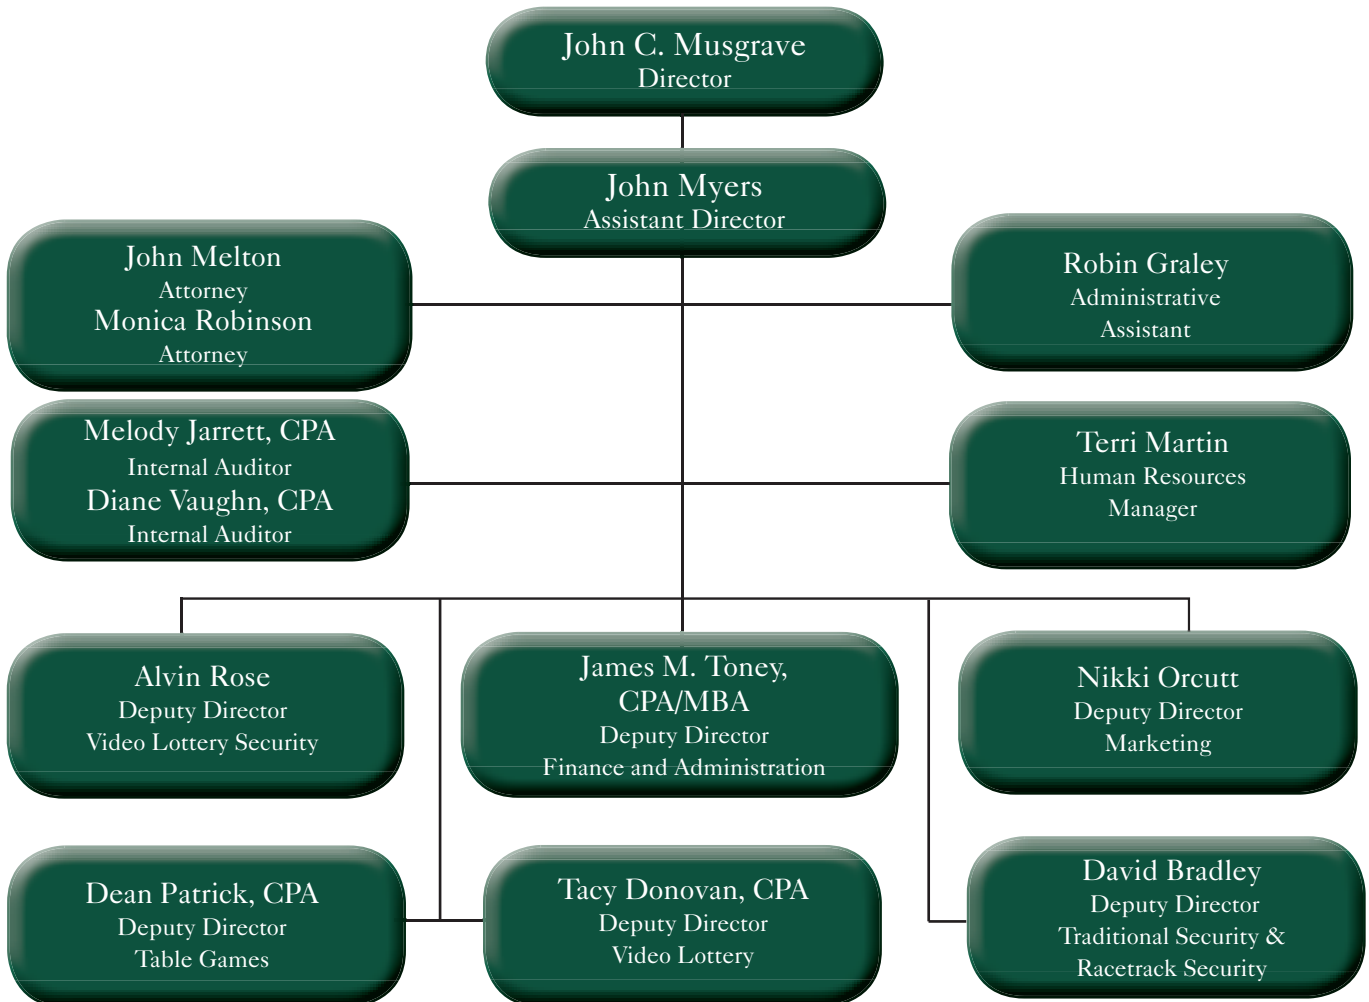 John C. Musgrave
Director
John Myers
Assistant Director
John Melton
Attorney
Monica Robinson
Attorney
Robin Graley
Administrative
Assistant
Melody Jarrett, CPA
Internal Auditor
Diane Vaughn, CPA
Internal Auditor
Terri Martin
Human Resources
Manager
Alvin Rose
Deputy Director
Video Lottery Security
James M. Toney,
CPA/MBA
Deputy Director
Finance and Administration
Nikki Orcutt
Deputy Director
Marketing
Dean Patrick, CPA
Deputy Director
Table Games
Tacy Donovan, CPA
Deputy Director
Video Lottery
David Bradley
Deputy Director
Traditional Security &
Racetrack Security